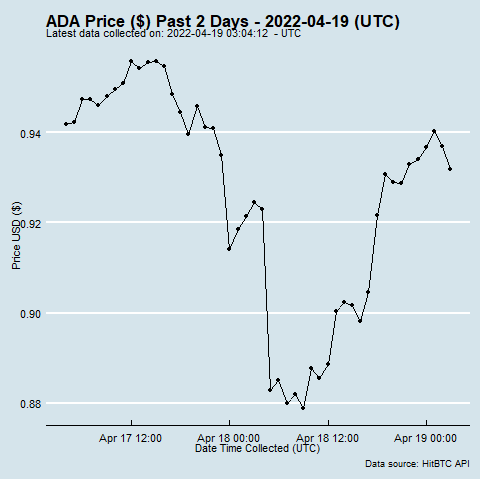 ADA Price ($) Past 2 Days - 2022-04-19 (UTC)
Latest data collected on: 2022-04-19 03:04:12 - UTC
Price USD ($)
0.94
0.92
0.90
0.88
Apr 17 12:00 Apr 18 00:00 Apr 18 12:00 Apr 19 00:00
Date Time Collected (UTC)
Data source: HitBTC API